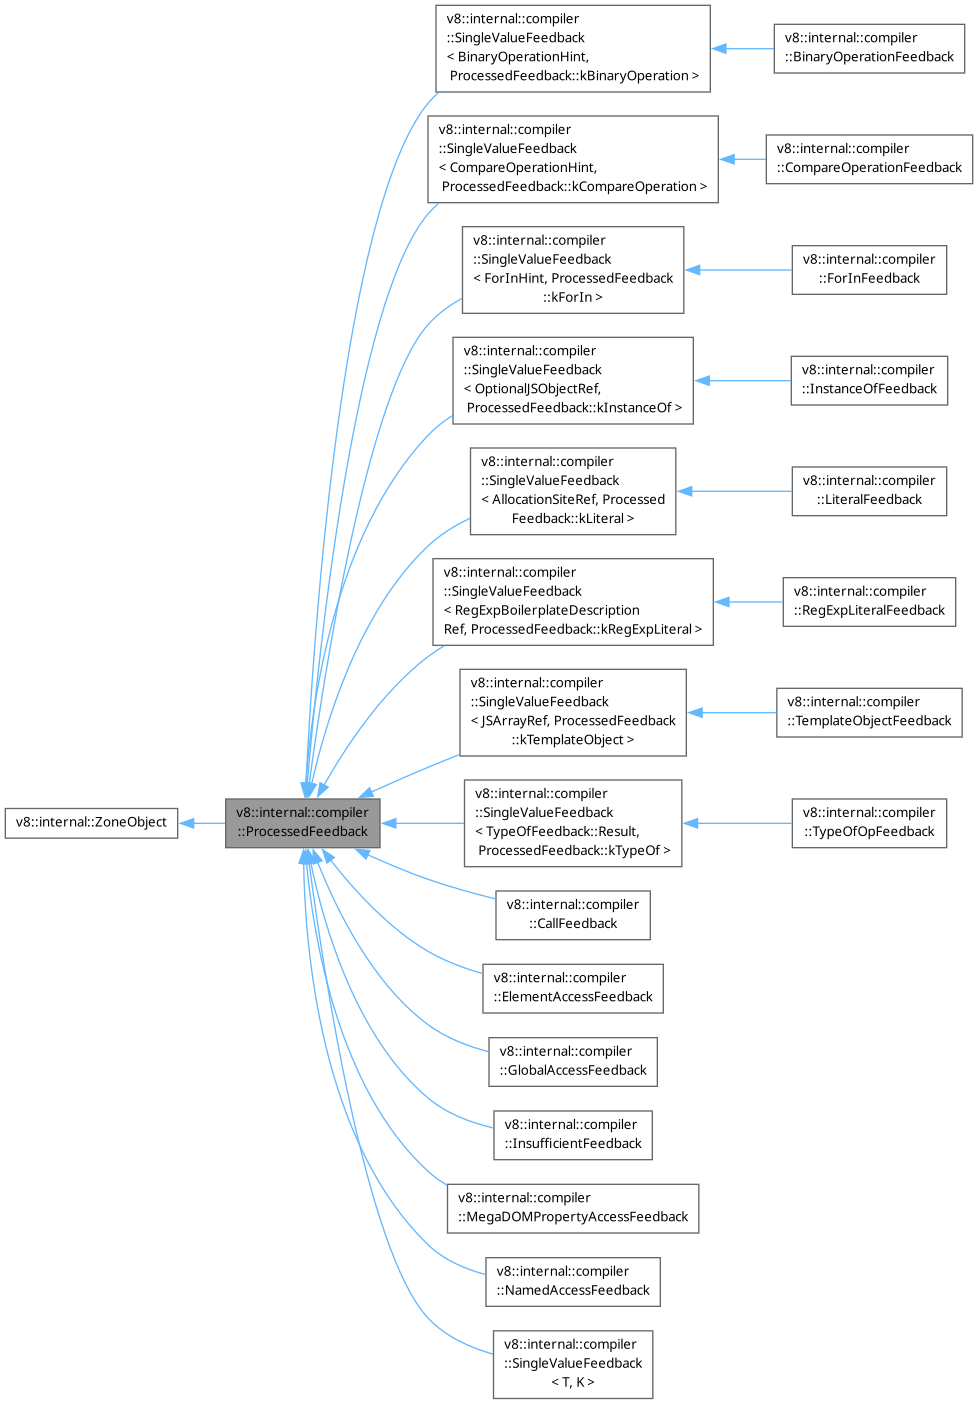 v8::internal::compiler
::SingleValueFeedback
< BinaryOperationHint,
ProcessedFeedback::kBinaryOperation >
v8::internal::compiler
::BinaryOperationFeedback
v8::internal::compiler
::SingleValueFeedback
< CompareOperationHint,
ProcessedFeedback::kCompareOperation >
v8::internal::compiler
::CompareOperationFeedback
v8::internal::compiler
::SingleValueFeedback
< ForInHint, ProcessedFeedback
::kForIn >
v8::internal::compiler
::ForInFeedback
v8::internal::compiler
::SingleValueFeedback
< OptionalJSObjectRef,
ProcessedFeedback::kInstanceOf >
v8::internal::compiler
::InstanceOfFeedback
v8::internal::compiler
::SingleValueFeedback
< AllocationSiteRef, Processed
Feedback::kLiteral >
v8::internal::compiler
::LiteralFeedback
v8::internal::compiler
::SingleValueFeedback
< RegExpBoilerplateDescription
Ref, ProcessedFeedback::kRegExpLiteral >
v8::internal::compiler
::RegExpLiteralFeedback
v8::internal::compiler
::SingleValueFeedback
< JSArrayRef, ProcessedFeedback
::kTemplateObject >
v8::internal::compiler
::TemplateObjectFeedback
v8::internal::ZoneObject
v8::internal::compiler
::ProcessedFeedback
v8::internal::compiler
::SingleValueFeedback
< TypeOfFeedback::Result,
ProcessedFeedback::kTypeOf >
v8::internal::compiler
::TypeOfOpFeedback
v8::internal::compiler
::CallFeedback
v8::internal::compiler
::ElementAccessFeedback
v8::internal::compiler
::GlobalAccessFeedback
v8::internal::compiler
::InsufficientFeedback
v8::internal::compiler
::MegaDOMPropertyAccessFeedback
v8::internal::compiler
::NamedAccessFeedback
v8::internal::compiler
::SingleValueFeedback
< T, K >